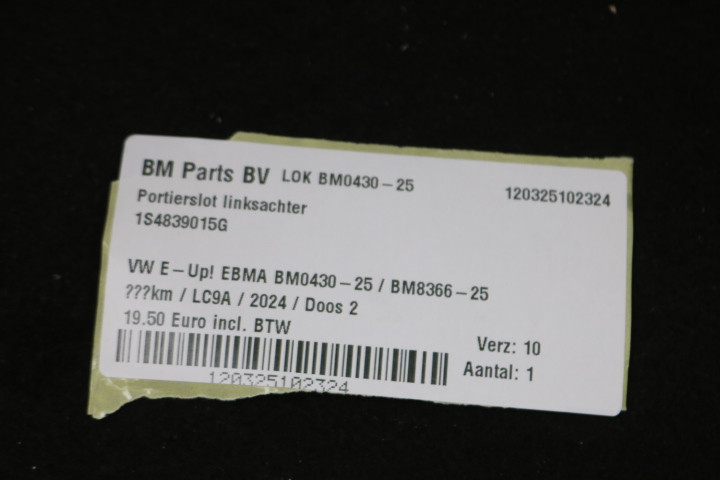 BM Parts BV LOK BM0430-25 120325102324
Portierslot linksachter
1S4839015G
VW E-Up! EBMA BM0430-25 / BM8366-25
???km / LC9A / 2024 / Doos 2
19.50 Euro incl. BTW
Verz: 10
Aantal: 1
120325102324